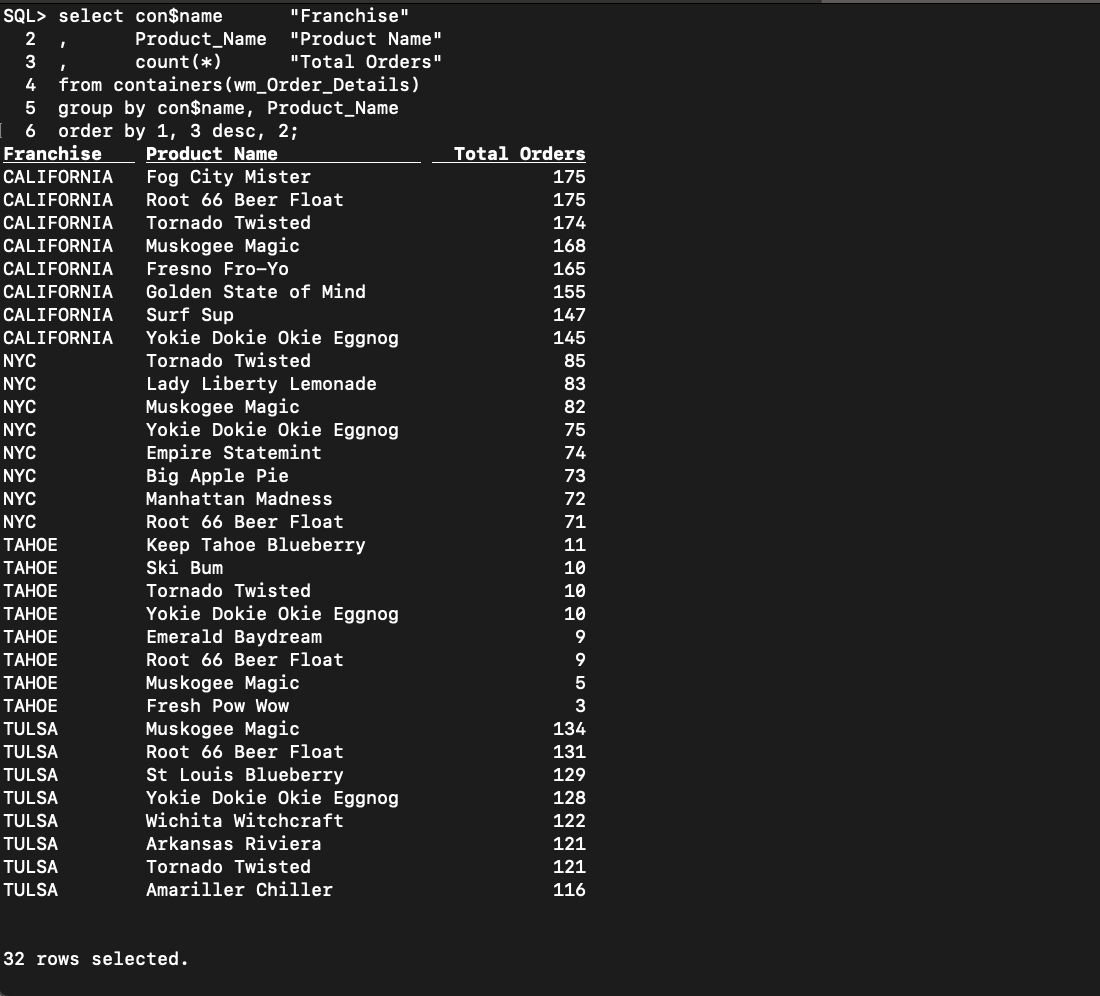 SQL> select con$name      "Franchise"
  2  ,      Product_Name  "Product Name"
  3  ,      count(*)      "Total Orders"
  4  from containers(wm_Order_Details)
  5  group by con$name, Product_Name
  6  order by 1, 3 desc, 2;
Franchise    Product Name              Total Orders
CALIFORNIA   Fog City Mister                      175
CALIFORNIA   Root 66 Beer Float                   175
CALIFORNIA   Tornado Twisted                      174
CALIFORNIA   Muskogee Magic                       168
CALIFORNIA   Fresno Fro-Yo                        165
CALIFORNIA   Golden State of Mind                 155
CALIFORNIA   Surf Sup                             147
CALIFORNIA   Yokie Dokie Okie Eggnog              145
NYC          Tornado Twisted                       85
NYC          Lady Liberty Lemonade                 83
NYC          Muskogee Magic                        82
NYC          Yokie Dokie Okie Eggnog               75
NYC          Empire Statemint                      74
NYC          Big Apple Pie                         73
NYC          Manhattan Madness                     72
NYC          Root 66 Beer Float                    71
TAHOE        Keep Tahoe Blueberry                  11
TAHOE        Ski Bum                               10
TAHOE        Tornado Twisted                       10
TAHOE        Yokie Dokie Okie Eggnog               10
TAHOE        Emerald Baydream                       9
TAHOE        Root 66 Beer Float                     9
TAHOE        Muskogee Magic                         5
TAHOE        Fresh Pow Wow                          3
TULSA        Muskogee Magic                       134
TULSA        Root 66 Beer Float                   131
TULSA        St Louis Blueberry                   129
TULSA        Yokie Dokie Okie Eggnog              128
TULSA        Wichita Witchcraft                   122
TULSA        Arkansas Riviera                     121
TULSA        Tornado Twisted                      121
TULSA        Amariller Chiller                    116
32 rows selected.